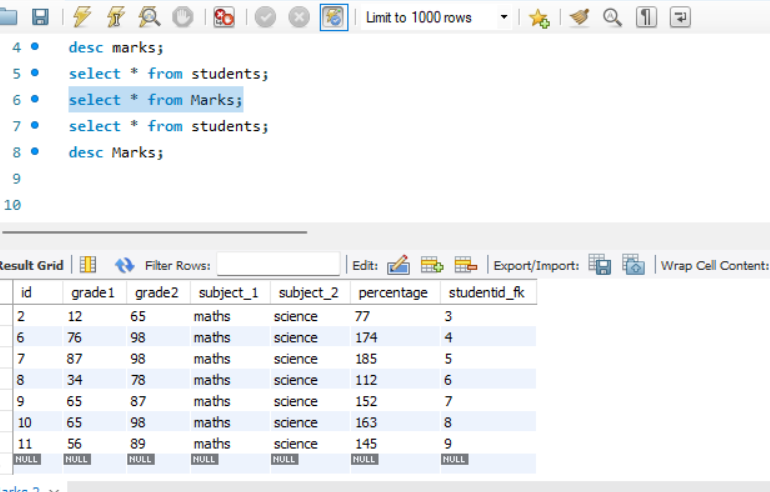 Limit to 1000 rows
4 desc marks;
5 select * from students;
6 select * from Marks;
7 select * from students;
8 desc Marks;
9
10
Result Grid Filter Rows: Edit: Export/Import: Wrap Cell Content:
id grade1 grade2 subject_1 subject_2 percentage studentid_fk
2 12 65 maths science 77 3
6 76 98 maths science 174 4
7 87 98 maths science 185 5
8 34 78 maths science 112 6
9 65 87 maths science 152 7
10 65 98 maths science 163 8
11 56 89 maths science 145 9
NULL NULL NULL NULL NULL NULL NULL